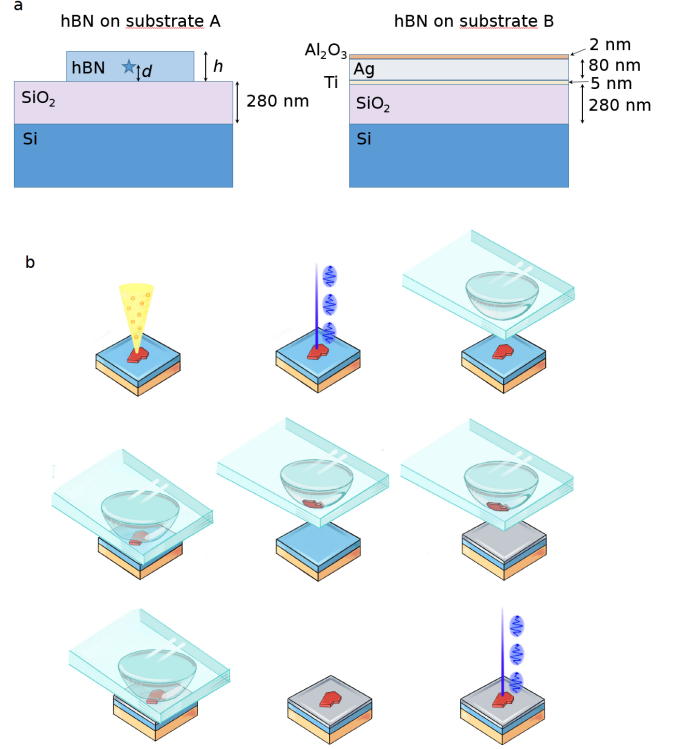 a
hBN on substrate A
hBN on substrate B
hBN
d
h
SiO₂
280 nm
Si
Al₂O₃
2 nm
Ag
80 nm
Ti
5 nm
SiO₂
280 nm
Si
b